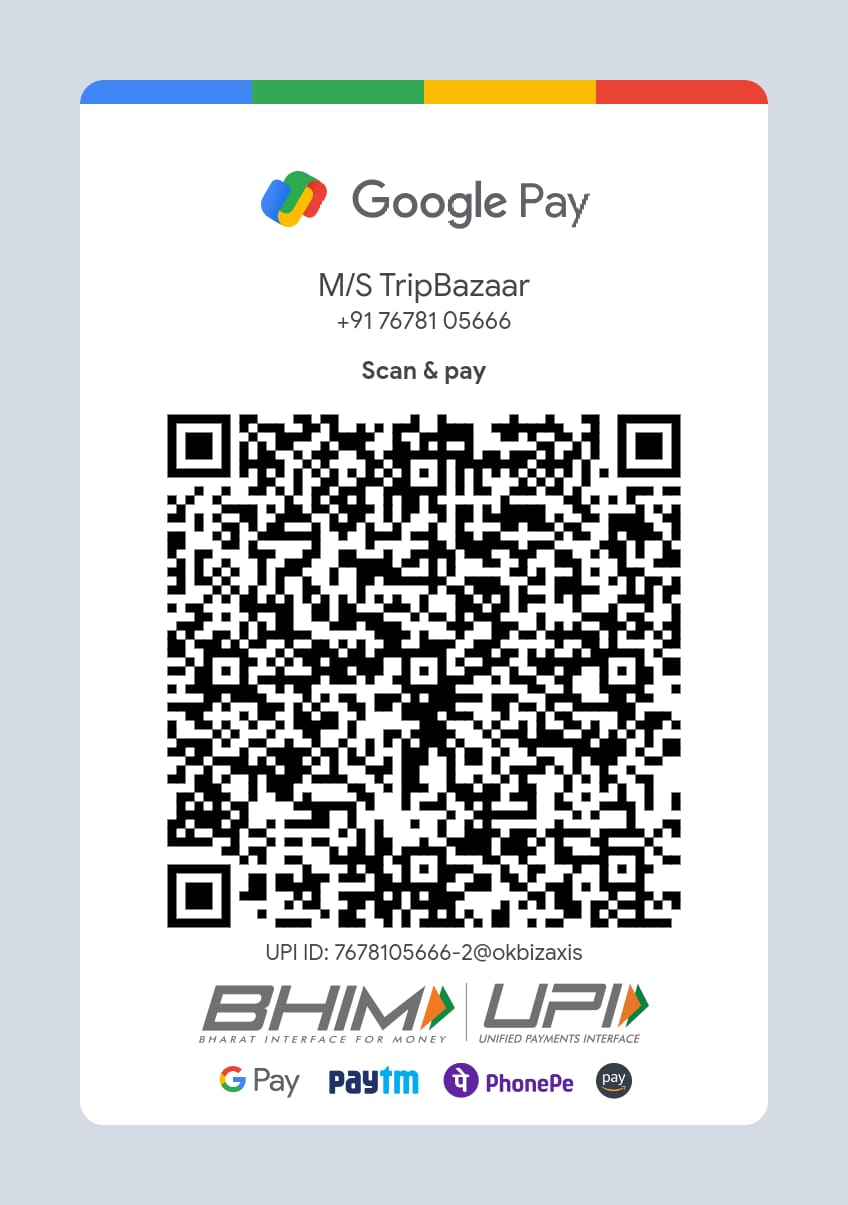 Google Pay
M/S TripBazaar
+91 76781 05666
Scan & pay
UPI ID: 7678105666-2@okbizaxis
BHIM UPI
BHARAT INTERFACE FOR MONEY UNIFIED PAYMENTS INTERFACE
G Pay paytm पे PhonePe pay